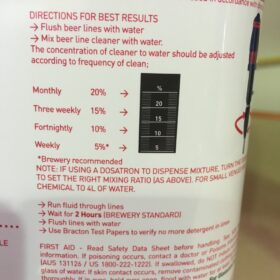 used in accordance with
DIRECTIONS FOR BEST RESULTS
→ Flush beer lines with water
→ Mix beer line cleaner with water.
The concentration of cleaner to water should be adjusted
according to frequency of clean;
%
Monthly 20% → 20
Three weekly 15% → 15
Fortnightly 10% → 10
Weekly 5%* → 5
*Brewery recommended
NOTE: IF USING A DOSATRON TO DISPENSE MIXTURE, TURN THE
TO SET THE RIGHT MIXING RATIO (AS ABOVE). FOR SMALL
CHEMICAL TO 4L OF WATER.
→ Run fluid through lines
→ Wait for 2 Hours (BREWERY STANDARD)
→ Flush with water
→ Use Bracton Test Papers to verify no more detergent in lines
FIRST AID - Read Safety Data Sheet before handling
If poisoning occurs, contact a doctor or Poisons
(AUS 131126 / US 1800-222-1222). If swallowed, do NOT
glass of water. If skin contact occurs, remove contaminated